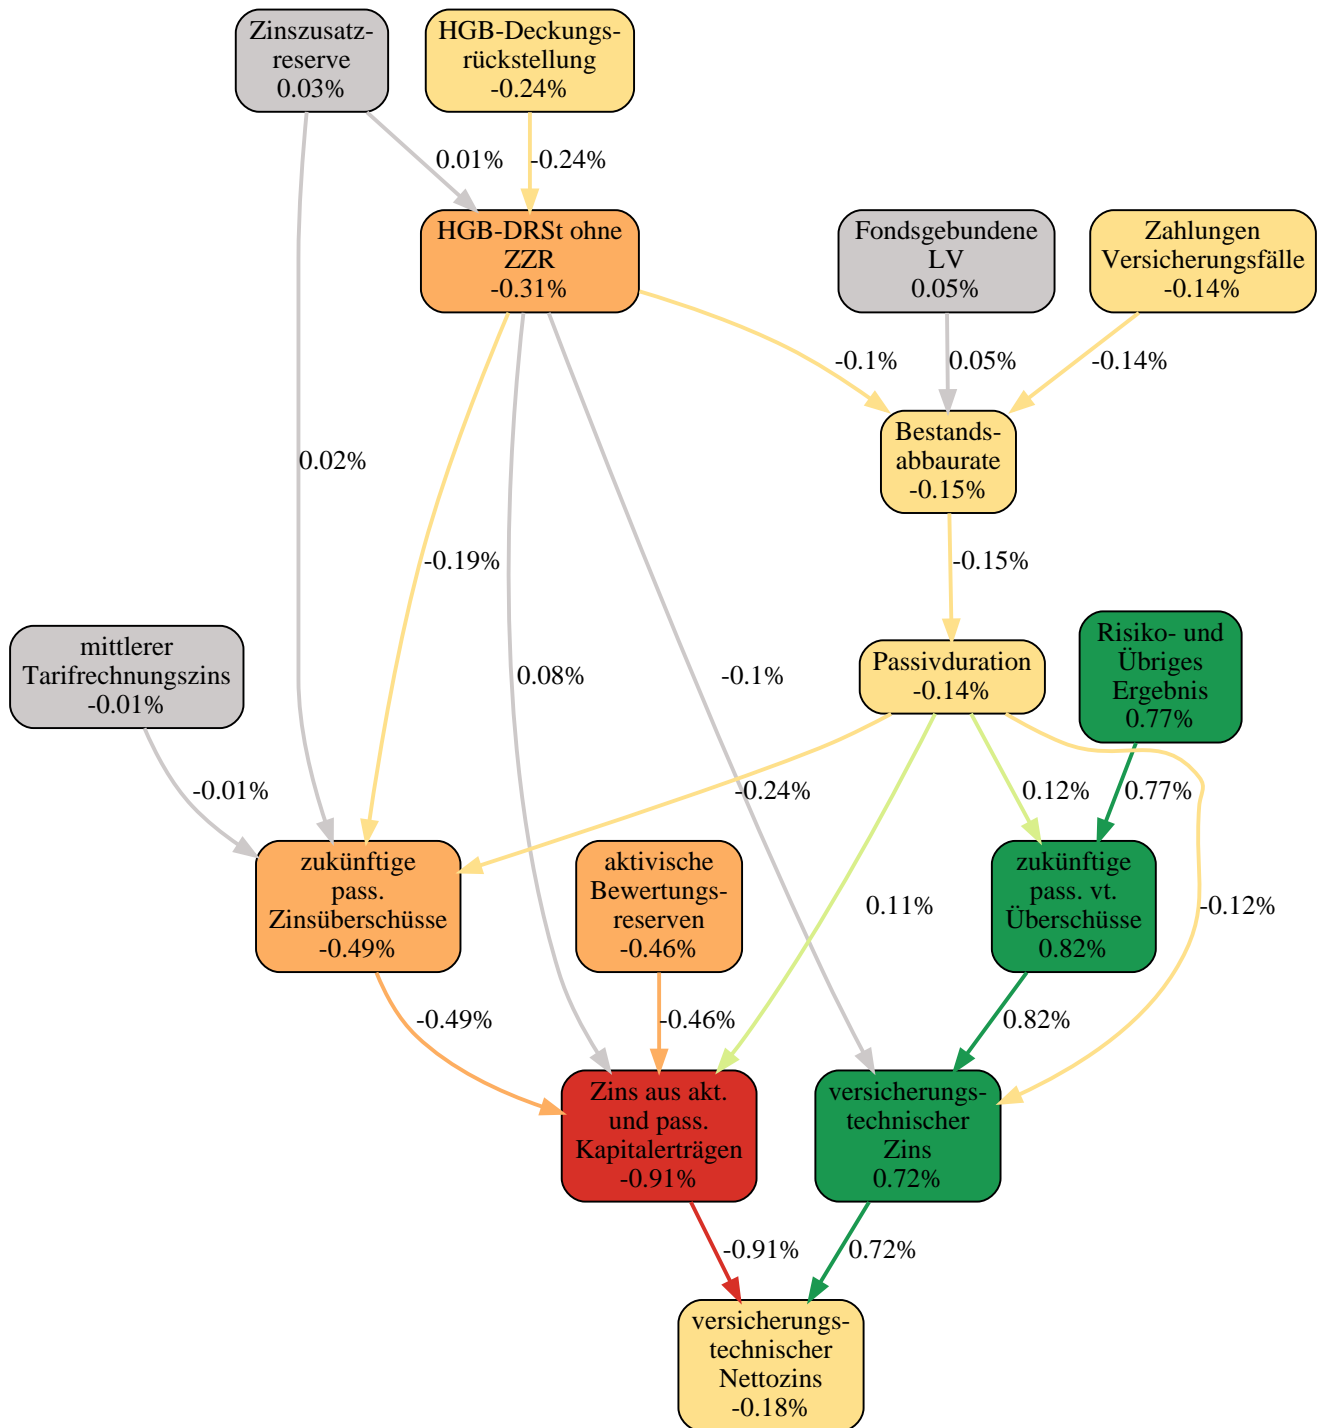 Zinszusatz-
reserve
0.03%
HGB-Deckungs-
rückstellung
-0.24%
0.01%
-0.24%
HGB-DRSt ohne
ZZR
-0.31%
Fondsgebundene
LV
0.05%
Zahlungen
Versicherungsfälle
-0.14%
-0.1%
0.05%
-0.14%
Bestands-
abbaurate
-0.15%
0.02%
-0.19%
-0.15%
mittlerer
Tarifrechnungszins
-0.01%
0.08%
-0.1%
Passivduration
-0.14%
Risiko- und
Übriges
Ergebnis
0.77%
-0.01%
-0.24%
0.12%
0.77%
zukünftige
pass.
Zinsüberschüsse
-0.49%
aktivische
Bewertungs-
reserven
-0.46%
0.11%
zukünftige
pass. vt.
Überschüsse
0.82%
-0.12%
-0.49%
-0.46%
0.82%
Zins aus akt.
und pass.
Kapitalerträgen
-0.91%
versicherungs-
technischer
Zins
0.72%
-0.91%
0.72%
versicherungs-
technischer
Nettozins
-0.18%